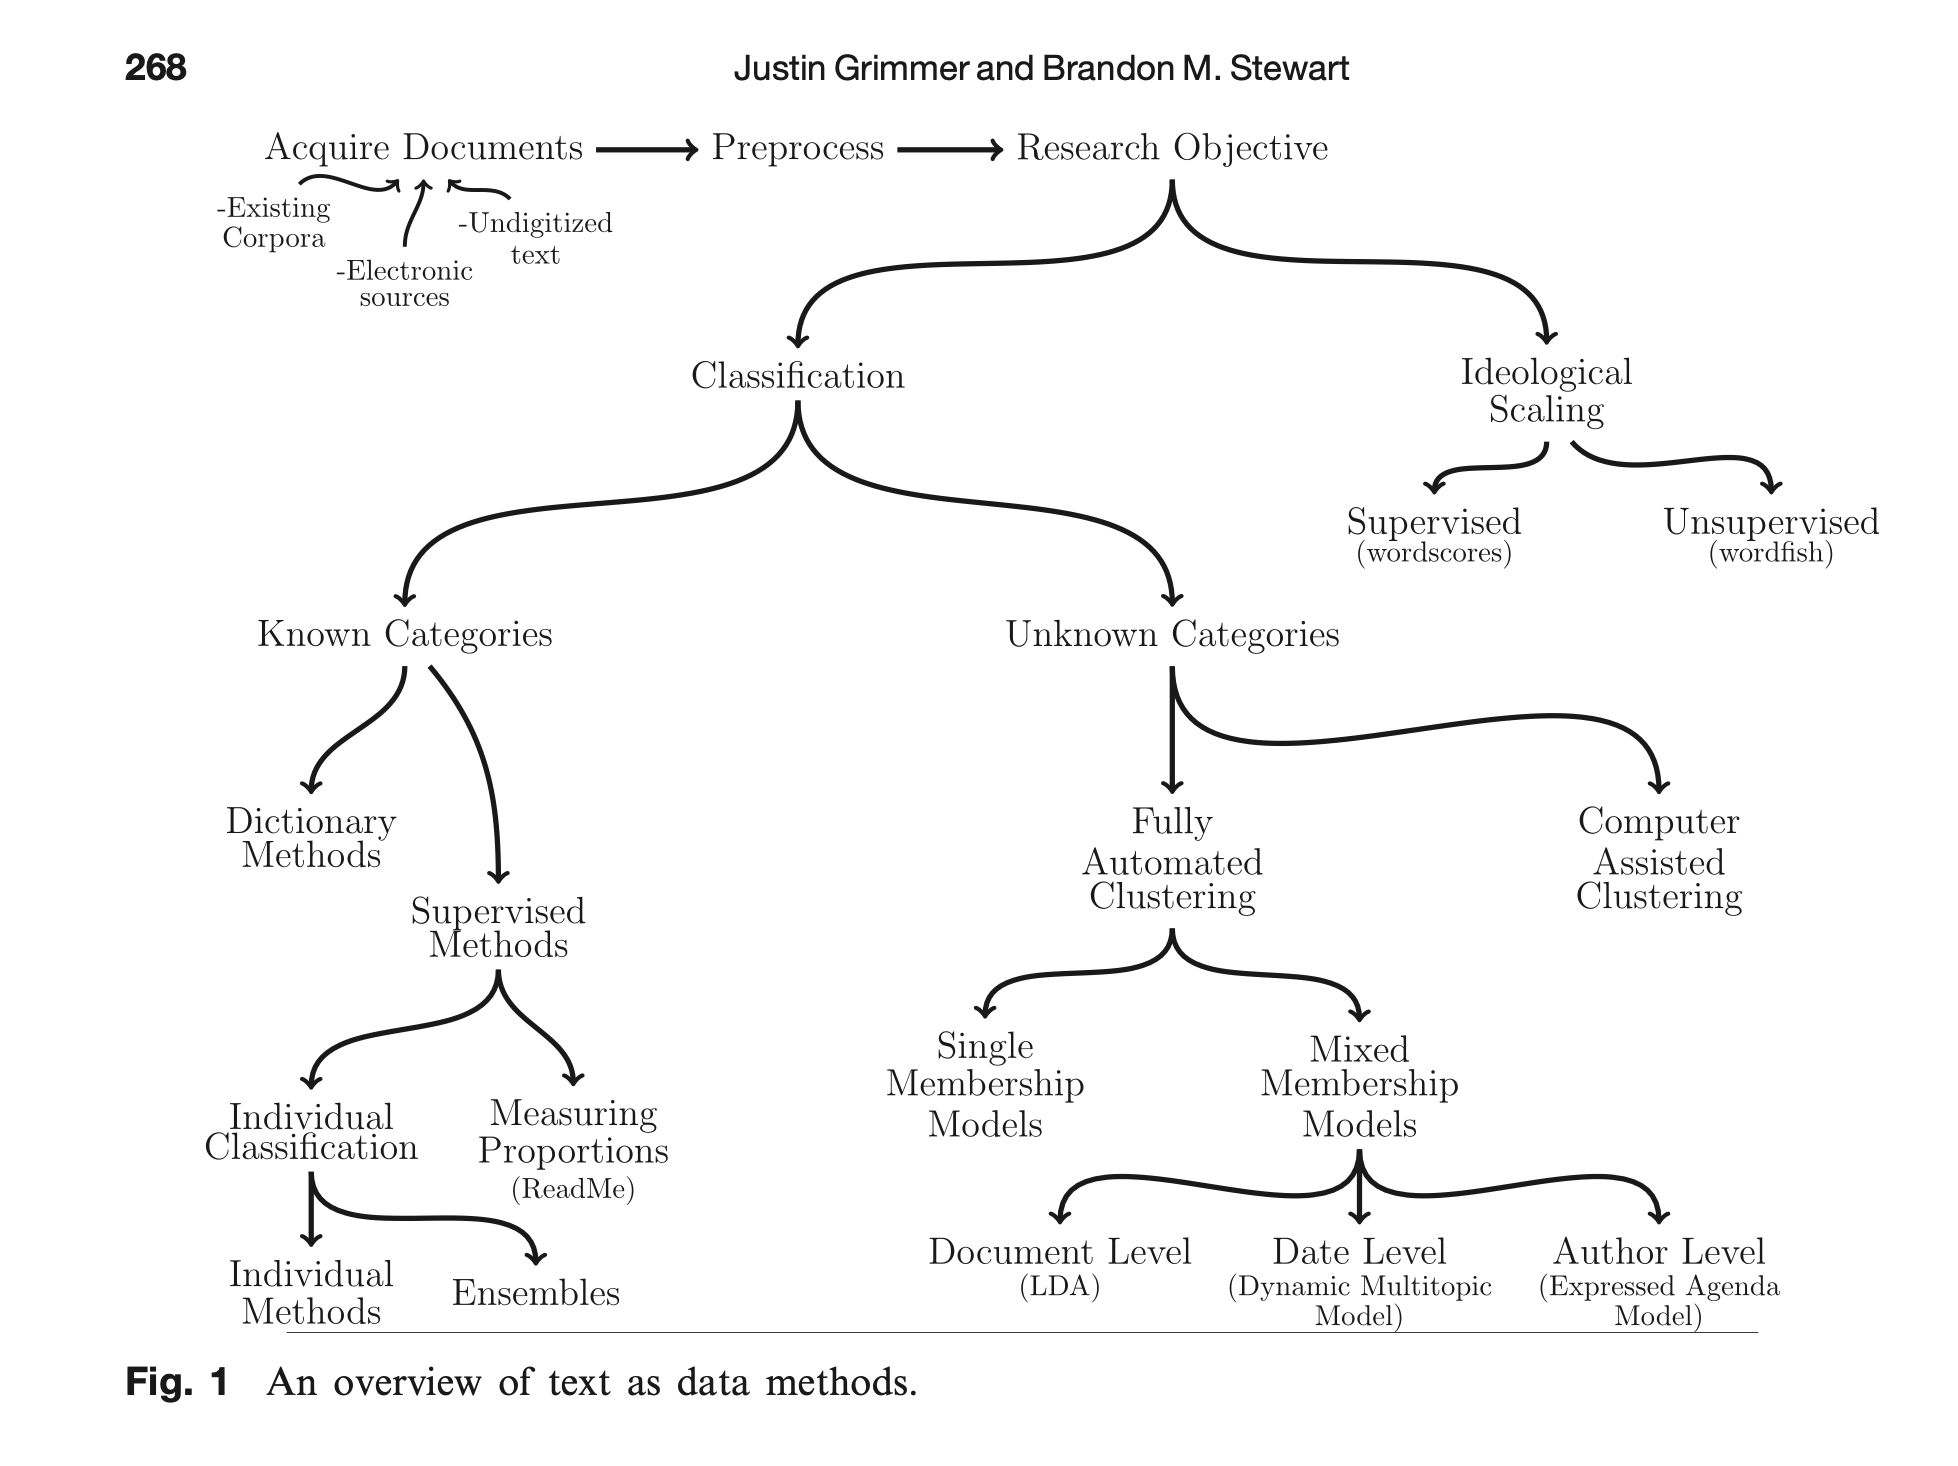 268
Justin Grimmer and Brandon M. Stewart
Acquire Documents
Preprocess
Research Objective
-Existing
Corpora
-Electronic
sources
-Undigitized
text
Classification
Ideological
Scaling
Supervised
(wordscores)
Unsupervised
(wordfish)
Known Categories
Unknown Categories
Dictionary
Methods
Supervised
Methods
Fully
Automated
Clustering
Computer
Assisted
Clustering
Individual
Classification
Measuring
Proportions
(ReadMe)
Single
Membership
Models
Mixed
Membership
Models
Individual
Methods
Ensembles
Document Level
(LDA)
Date Level
(Dynamic Multitopic
Model)
Author Level
(Expressed Agenda
Model)
Fig. 1 An overview of text as data methods.